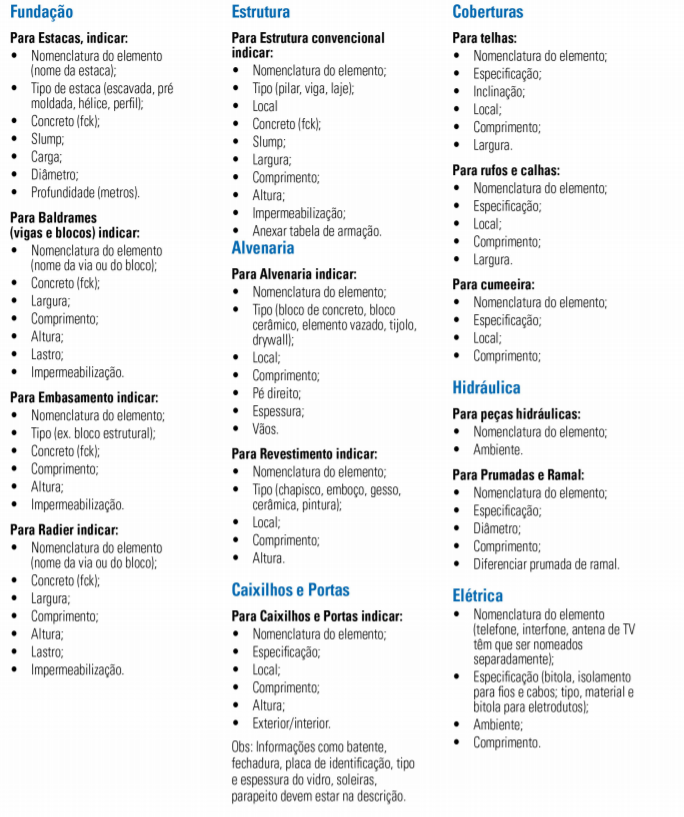 Fundação
Para Estacas, indicar:
• Nomenclatura do elemento
(nome da estaca);
• Tipo de estaca (escavada, pré
moldada, hélice, perfil);
• Concreto (fck);
• Slump;
• Carga;
• Diâmetro;
• Profundidade (metros).
Para Baldrames
(vigas e blocos) indicar:
• Nomenclatura do elemento
(nome da via ou do bloco);
• Concreto (fck);
• Largura;
• Comprimento;
• Altura;
• Lastro;
• Impermeabilização.
Para Embasamento indicar:
• Nomenclatura do elemento;
• Tipo (ex. bloco estrutural);
• Concreto (fck);
• Comprimento;
• Altura;
• Impermeabilização.
Para Radier indicar:
• Nomenclatura do elemento
(nome da via ou do bloco);
• Concreto (fck);
• Largura;
• Comprimento;
• Altura;
• Lastro;
• Impermeabilização.
Estrutura
Para Estrutura convencional
indicar:
• Nomenclatura do elemento;
• Tipo (pilar, viga, laje);
• Local
• Concreto (fck);
• Slump;
• Largura;
• Comprimento;
• Altura;
• Impermeabilização;
• Anexar tabela de armação.
Alvenaria
Para Alvenaria indicar:
• Nomenclatura do elemento;
• Tipo (bloco de concreto, bloco
cerâmico, elemento vazado, tijolo,
drywall);
• Local;
• Comprimento;
• Pé direito;
• Espessura;
• Vãos.
Para Revestimento indicar:
• Nomenclatura do elemento;
• Tipo (chapisco, emboço, gesso,
cerâmica, pintura);
• Local;
• Comprimento;
• Altura.
Caixilhos e Portas
Para Caixilhos e Portas indicar:
• Nomenclatura do elemento;
• Especificação;
• Local;
• Comprimento;
• Altura;
• Exterior/interior.
Obs: Informações como batente,
fechadura, placa de identificação, tipo
e espessura do vidro, soleiras,
parapeito devem estar na descrição.
Coberturas
Para telhas:
• Nomenclatura do elemento;
• Especificação;
• Inclinação;
• Local;
• Comprimento;
• Largura.
Para rufos e calhas:
• Nomenclatura do elemento;
• Especificação;
• Local;
• Comprimento;
• Largura.
Para cumeeira:
• Nomenclatura do elemento;
• Especificação;
• Local;
• Comprimento;
Hidráulica
Para peças hidráulicas:
• Nomenclatura do elemento;
• Ambiente.
Para Prumadas e Ramal:
• Nomenclatura do elemento;
• Especificação;
• Diâmetro;
• Comprimento;
• Diferenciar prumada de ramal.
Elétrica
• Nomenclatura do elemento
(telefone, interfone, antena de TV
têm que ser nomeados
separadamente);
• Especificação (bitola, isolamento
para fios e cabos; tipo, material e
bitola para eletrodutos);
• Ambiente;
• Comprimento.